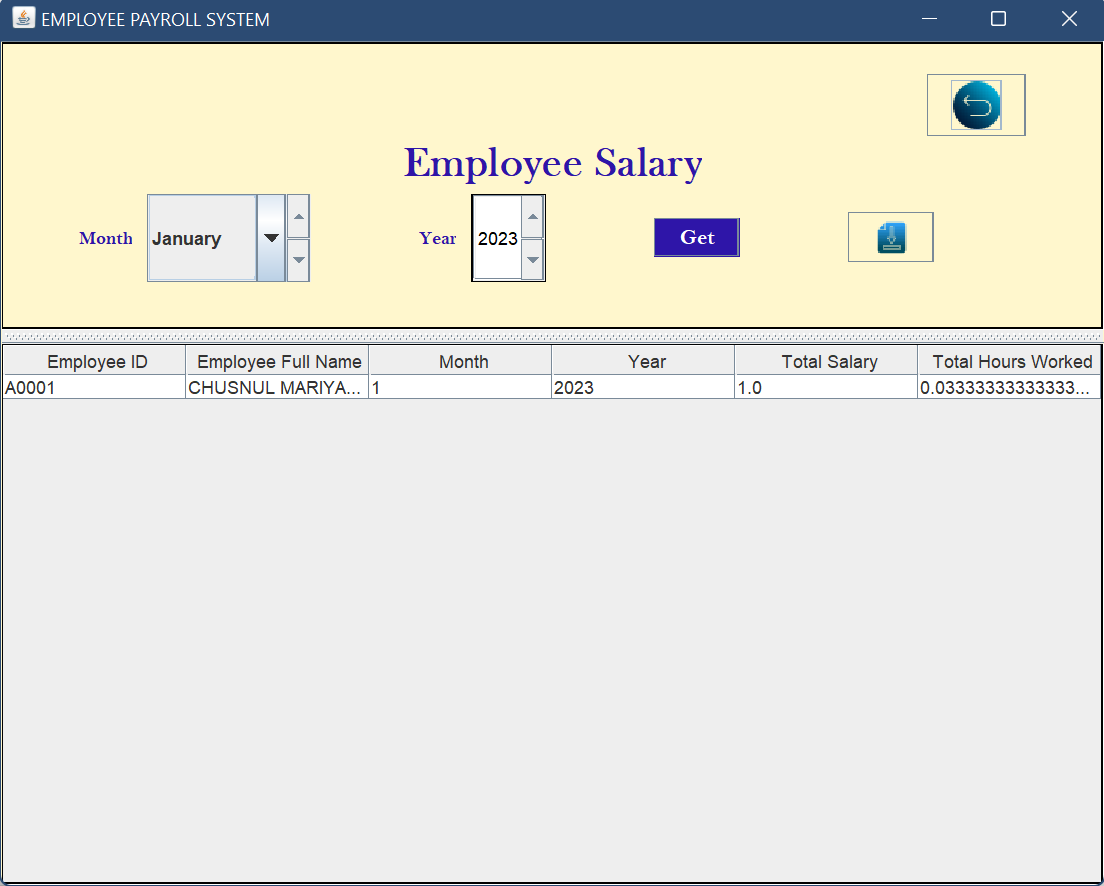 EMPLOYEE PAYROLL SYSTEM
Employee Salary
Month January Year 2023 Get
Employee ID Employee Full Name Month Year Total Salary Total Hours Worked
A0001 CHUSNUL MARIYA... 1 2023 1.0 0.03333333333333...